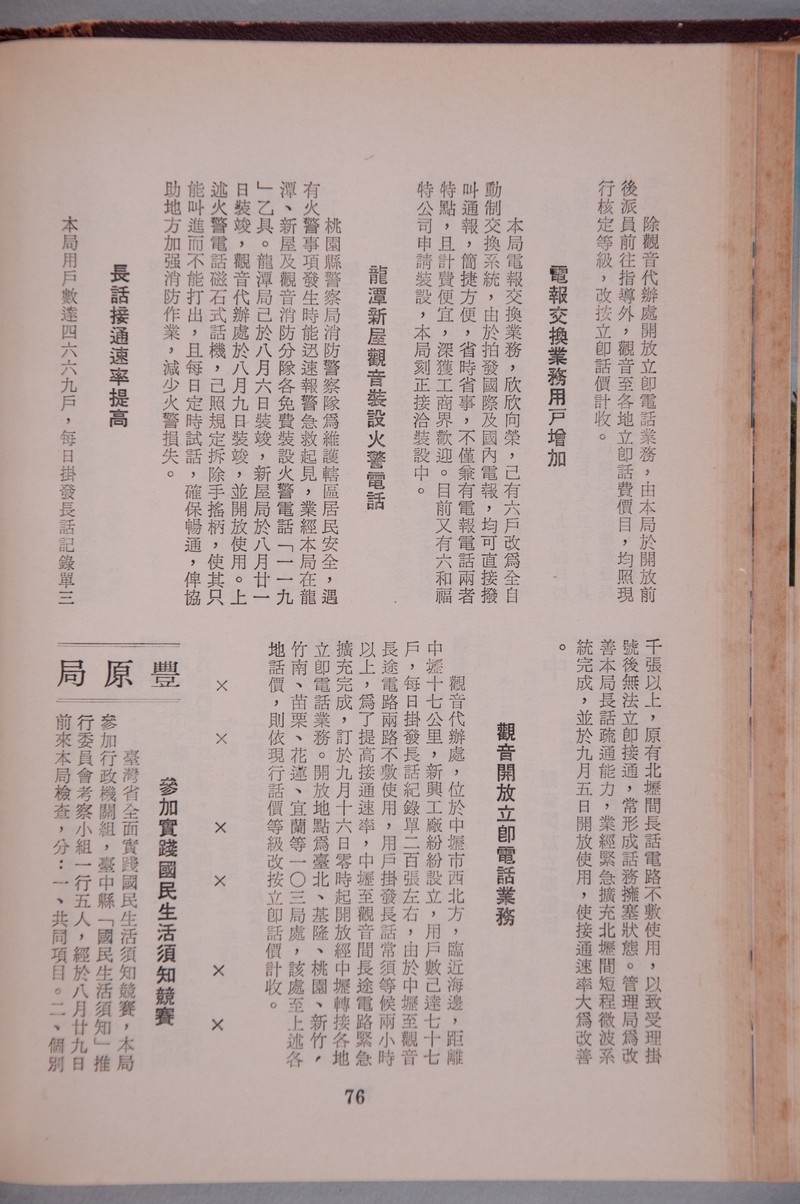 除觀音代辦處開放立卽電話業務，由本局於開放前
後派員前往指導外，觀音至各地立卽話費價目，均照現
行核定等級，改按立卽話價計收。
電報交換業務用戶增加
本局電報交換業務，欣欣向榮，已有六戶改爲全自
動制交換系統，由於拍發國際及國內電報，均可直接撥
叫通報，簡捷方便，省時省事，不僅兼有電報電話兩者
特點，且計費便宜，深獲工商界歡迎。目前又有六和福
特公司申請裝設，本局刻正接洽裝設中。
龍潭新屋觀音裝設火警電話
桃園縣警察局消防警察隊爲維護轄區居民安全，遇
有火警事項發生時能迅速報警急救起見，業經本局在龍
潭、新屋及觀音消防分隊各免費裝設火警電話「一一九
」乙具。龍潭局已於八月六日裝竣，新屋局於八月廿一
日裝竣，觀音代辦處於八月九日裝竣，並開放使用。上
述火警電話磁石式話機，已照規定拆除手搖柄，使其只
能叫進而不能打出，且每日定時試話，確保暢通，俾協
助地方加强消防作業，減少火警損失。
長話接通速率提高
本局用戶數達四六六九戶，每日掛發長話記錄單三
千張以上，原有北壢間長話電路不敷使用，以致受理掛
號後無法立卽接通，常形成話務擁塞狀態。管理局爲改
善本局長話疏通能力，業經緊急擴充北壢間短程微波系
統完成，並於九月五日開放使用，使接通速率大爲改善
。
觀音開放立卽電話業務
觀音代辦處，位於中壢市西北方，臨近海邊，距離
中壢十七公里，新興工廠紛紛設立，用戶數已達七十七
戶，每日掛發長話紀錄單二百張左右，由於中壢至觀音
長途電路兩路不敷使用，用戶掛發長話常須等候兩小時
以上，爲了提高接通速率，中壢至觀音間長途電路緊急
擴充完成，訂於九月十六日零時起開放經中壢轉接各地
立卽電話業務。開放地點爲臺北、基隆、桃園、新竹，
竹南、苗栗、花蓮、宜蘭等一〇三局處，該處至上述各
地話價，則依現行話價等級改按立卽話價計收。
× × × × × ×
豐原局
參加實踐國民生活須知競賽
臺灣省全面實踐國民生活須知競賽，本局
參加行政機關組，臺中縣「國民生活須知」推
行委員會考察小組一行五人，經於八月廿九日
前來本局檢查，分：一、共同項目。二、個別
76